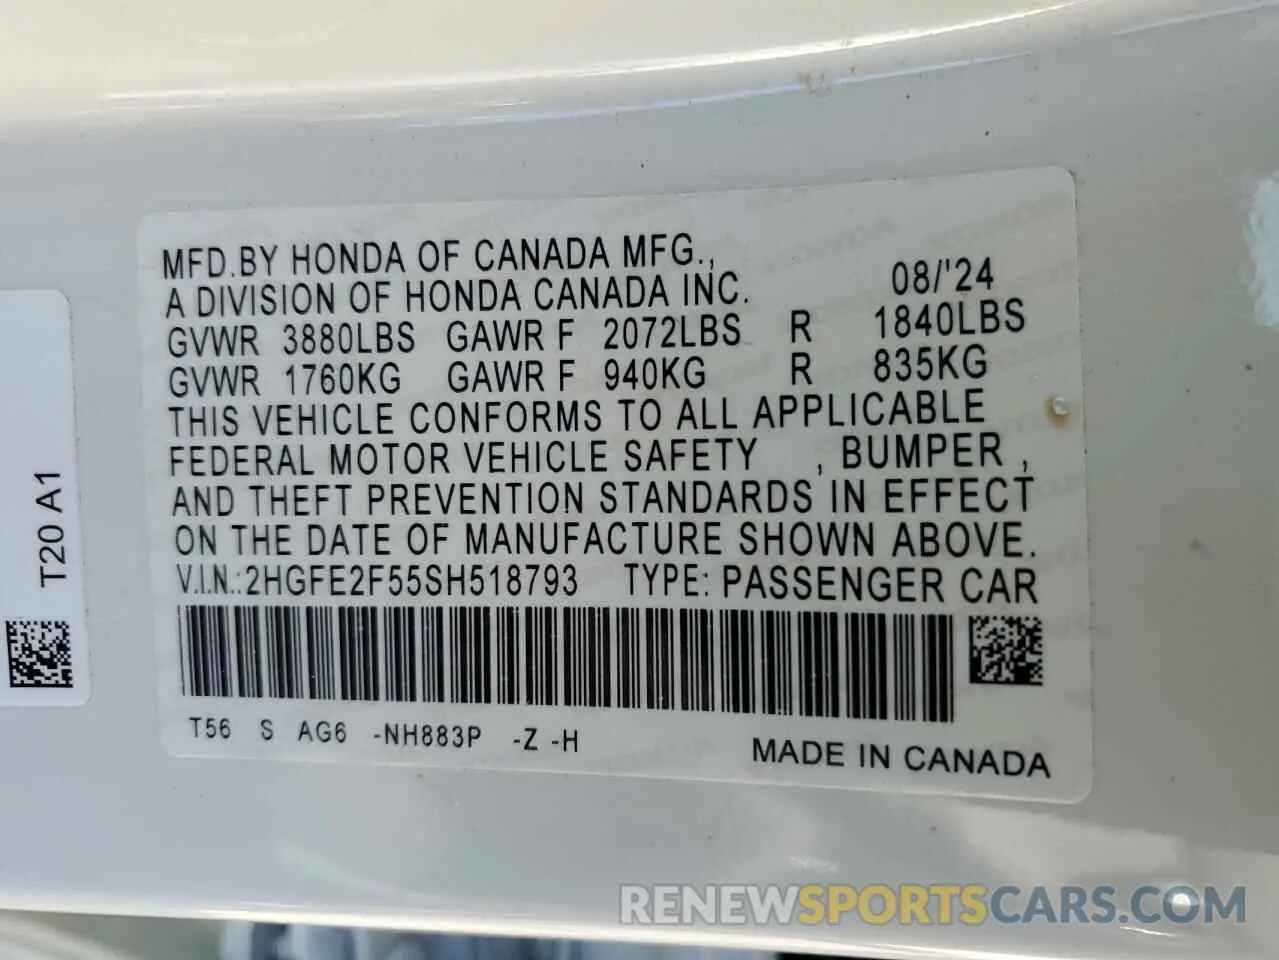 MFD.BY HONDA OF CANADA MFG.,
A DIVISION OF HONDA CANADA INC. 08/'24
GVWR 3880LBS GAWR F 2072LBS R 1840LBS
GVWR 1760KG GAWR F 940KG R 835KG
THIS VEHICLE CONFORMS TO ALL APPLICABLE
FEDERAL MOTOR VEHICLE SAFETY , BUMPER ,
AND THEFT PREVENTION STANDARDS IN EFFECT
ON THE DATE OF MANUFACTURE SHOWN ABOVE.
V.I.N.:2HGFE2F55SH518793 TYPE: PASSENGER CAR
T56 S AG6 -NH883P -Z -H
MADE IN CANADA
T20 A1
RENEWSPORTSCARS.COM